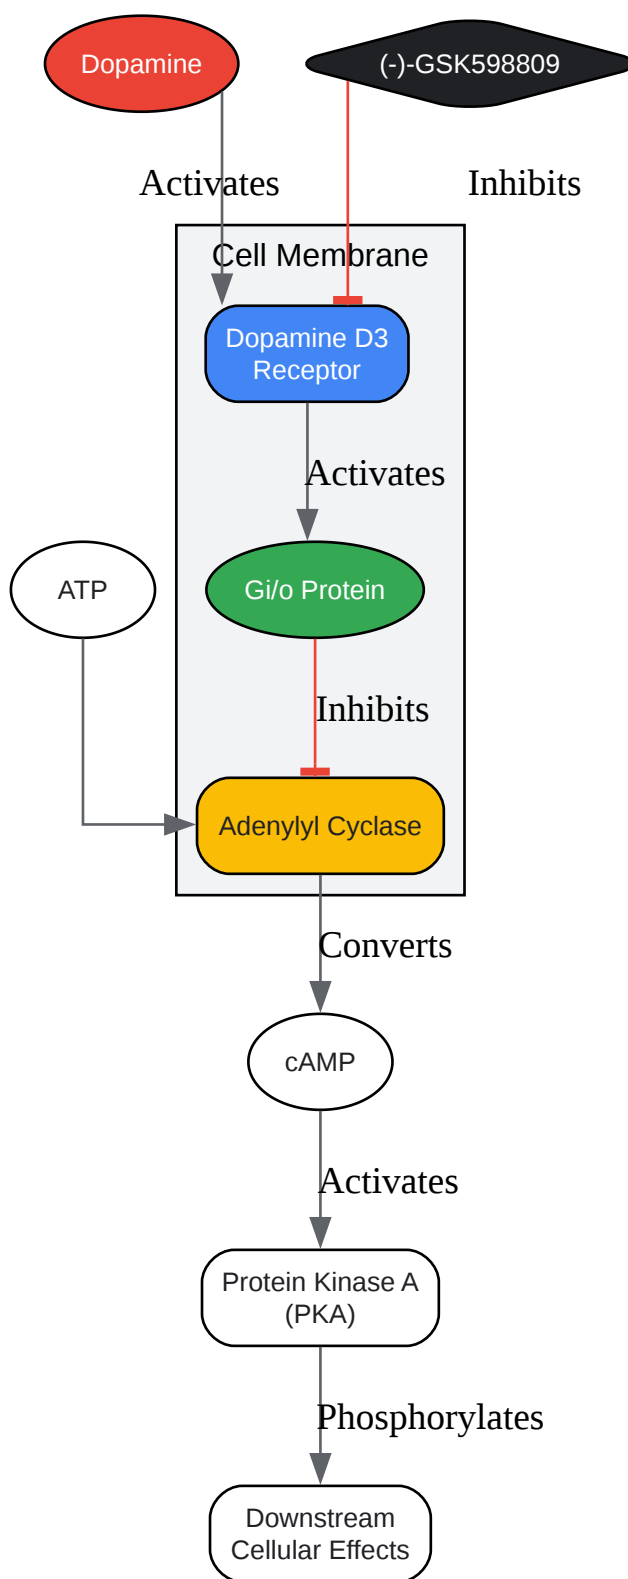 Dopamine
(-)-GSK598809
Activates
Inhibits
Cell Membrane
Dopamine D3
Receptor
Activates
ATP
Gi/o Protein
Inhibits
Adenylyl Cyclase
Converts
cAMP
Activates
Protein Kinase A
(PKA)
Phosphorylates
Downstream
Cellular Effects